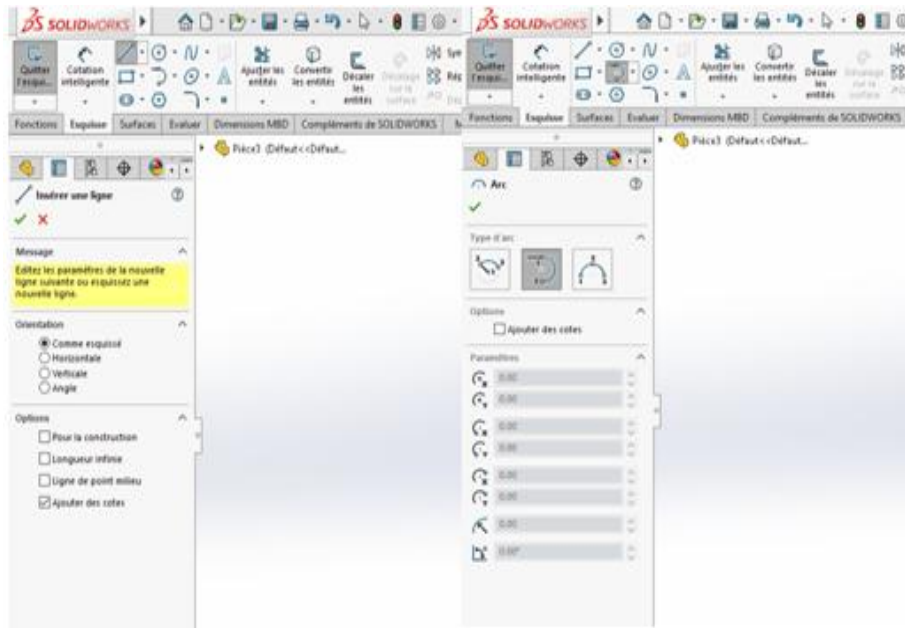 SOLIDWORKS
Quitter l'esqui...
Cotation intelligente
Ajuster les entités
Convertir les entités
Décaler les entités
Fonctions
Esquisse
Surfaces
Evaluer
Dimensions MBD
Compléments de SOLIDWORKS
Pièce3 (Défaut<<Défaut...
Insérer une ligne
Message
Editez les paramètres de la nouvelle
ligne suivante ou esquissez une
nouvelle ligne.
Orientation
Comme esquissé
Horizontale
Verticale
Angle
Options
Pour la construction
Longueur infinie
Ligne de point milieu
Ajouter des cotes
SOLIDWORKS
Quitter l'esqui...
Cotation intelligente
Ajuster les entités
Convertir les entités
Décaler les entités
Fonctions
Esquisse
Surfaces
Evaluer
Dimensions MBD
Compléments de SOLIDWORKS
Pièce3 (Défaut<<Défaut...
Arc
Type d'arc
Options
Ajouter des cotes
Paramètres
0.00
0.00
0.00
0.00
0.00
0.00
0.00
0.00°